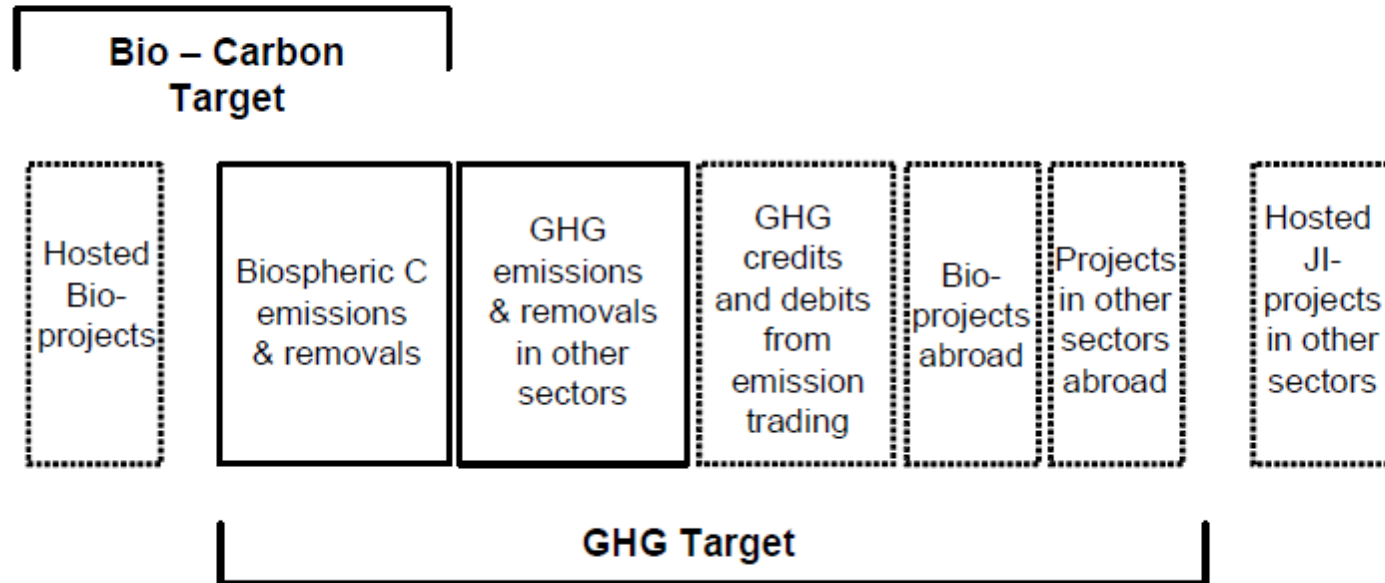 Bio – Carbon
Target
Hosted
Bio-
projects
Biospheric C
emissions
& removals
GHG
emissions
& removals
in other
sectors
GHG
credits
and debits
from
emission
trading
Bio-
projects
abroad
Projects
in other
sectors
abroad
Hosted
JI-
projects
in other
sectors
GHG Target